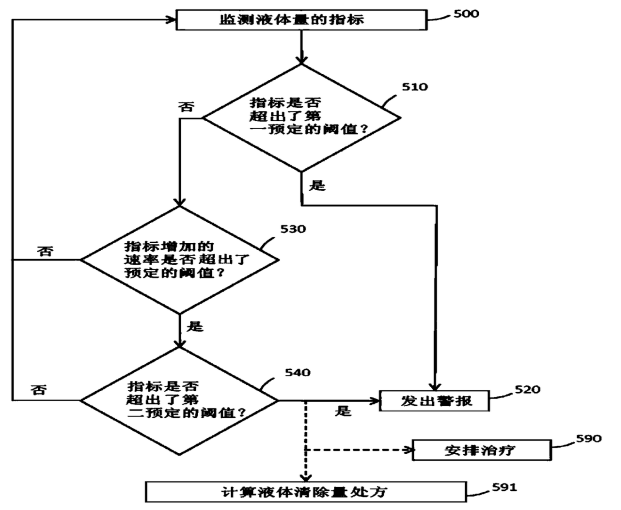 监测液体量的指标
500
指标是否
超出了第
一预定的阈值？
510
否
是
指标增加的
速率是否超出了
预定的阈值？
530
否
是
指标是否
超出了第
二预定的阈值？
540
否
是
发出警报
520
安排治疗
590
计算液体清除量处方
591